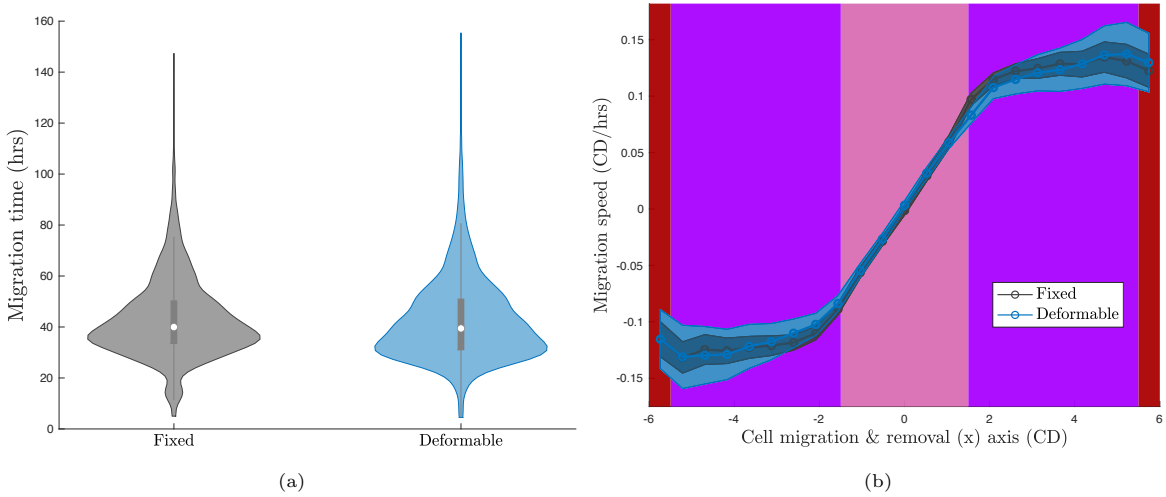 160
140
120
100
80
60
40
20
0
Migration time (hrs)
Fixed
Deformable
(a)
0.15
0.1
0.05
0
-0.05
-0.1
-0.15
Migration speed (CD/hrs)
Fixed
Deformable
-6 -4 -2 0 2 4 6
Cell migration & removal (x) axis (CD)
(b)